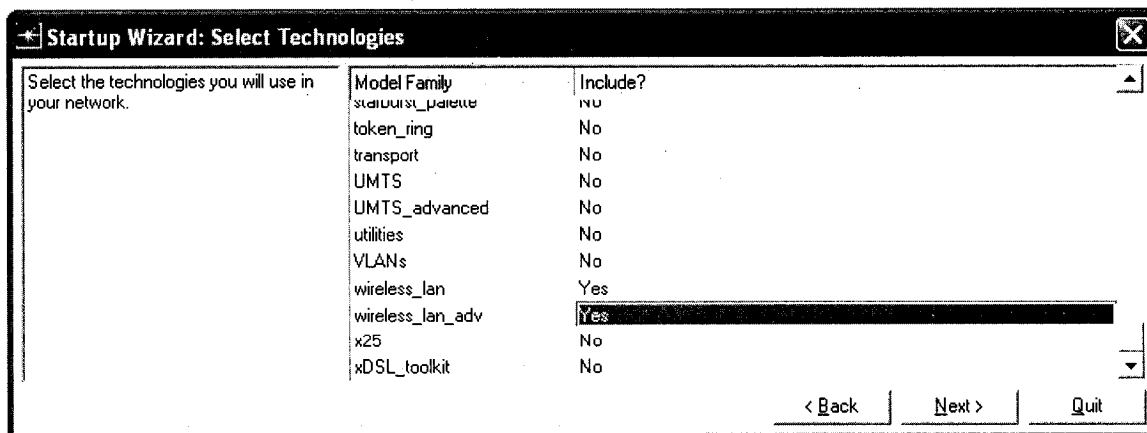 Startup Wizard: Select Technologies
Select the technologies you will use in
your network.
Model Family Include?
starburst_palette No
token_ring No
transport No
UMTS No
UMTS_advanced No
utilities No
VLANs No
wireless_lan Yes
wireless_lan_adv Yes
x25 No
xDSL_toolkit No
< Back Next > Quit